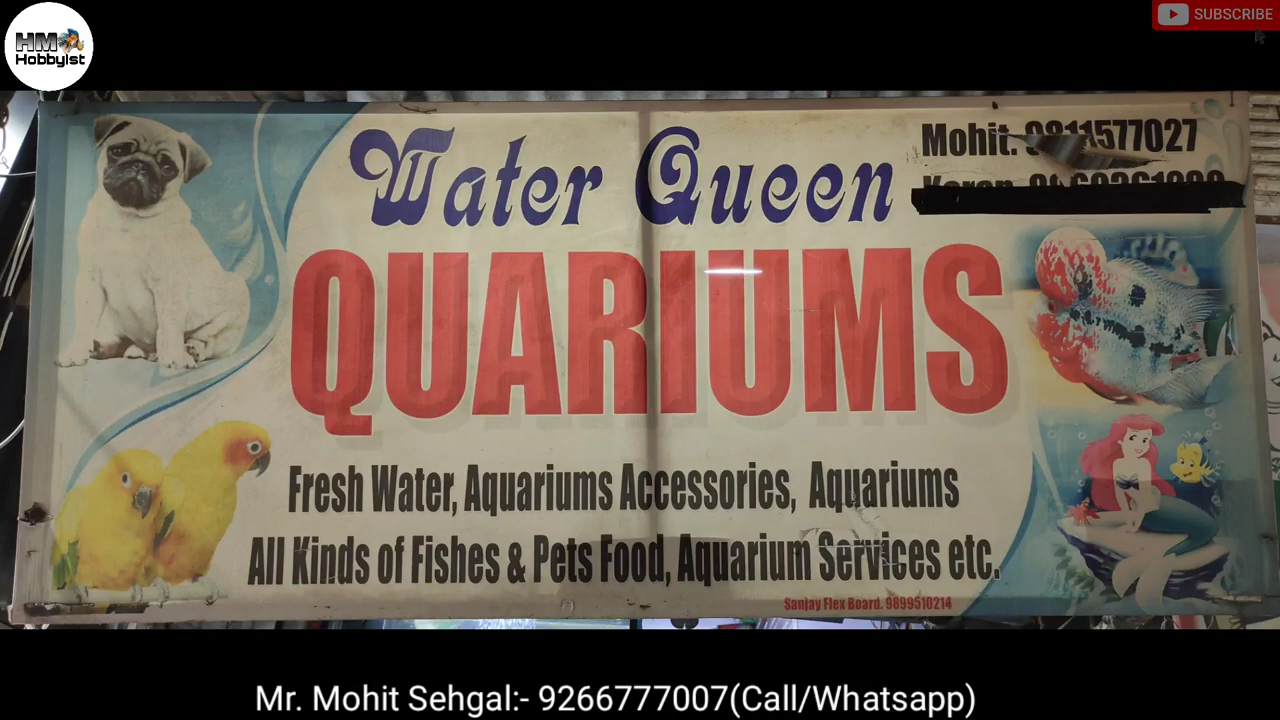 HM
Hobbyist
SUBSCRIBE
Water Queen
Mohit. 9811577027
QUARIUMS
Fresh Water, Aquariums Accessories, Aquariums
All Kinds of Fishes & Pets Food, Aquarium Services etc.
Sanjay Flex Board. 9899510214
Mr. Mohit Sehgal:- 9266777007(Call/Whatsapp)